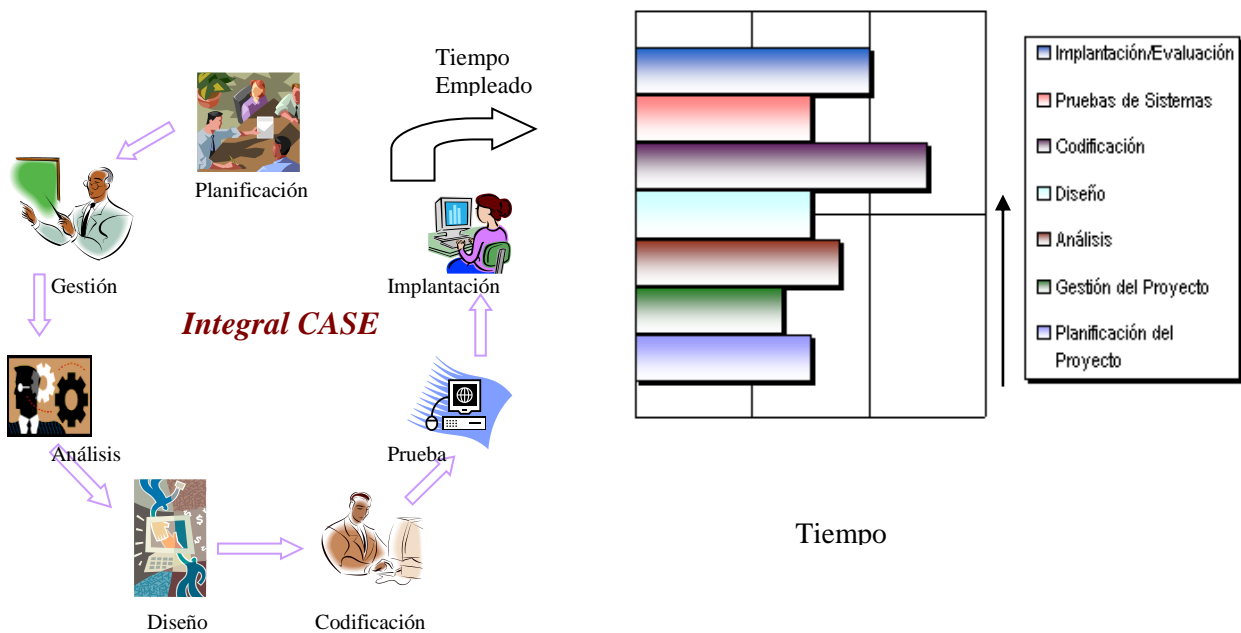 Tiempo
Empleado
Planificación
Gestión
Implantación
Integral CASE
Análisis
Prueba
Diseño
Codificación
Implantación/Evaluación
Pruebas de Sistemas
Codificación
Diseño
Análisis
Gestión del Proyecto
Planificación del
Proyecto
Tiempo